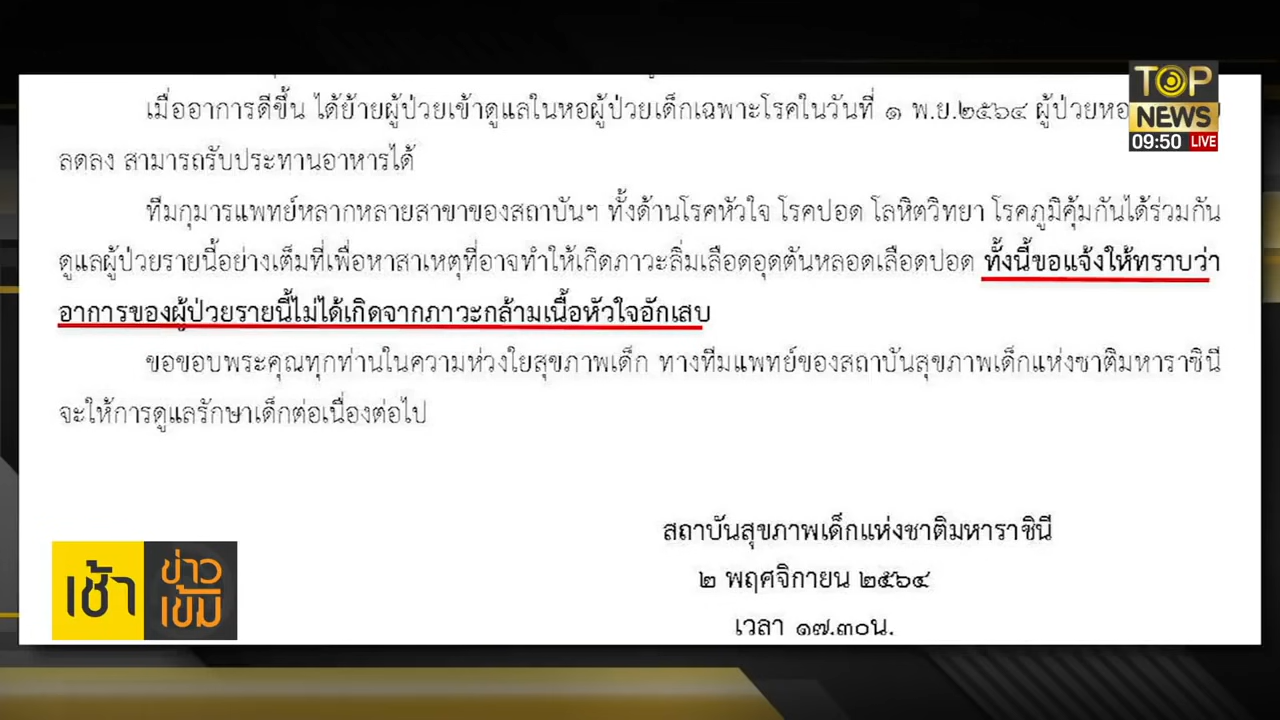 เมื่ออาการดีขึ้น ได้ย้ายผู้ป่วยเข้าดูแลในหอผู้ป่วยเด็กเฉพาะโรคในวันที่ ๑ พ.ย.๒๕๖๔ ผู้ป่วยหอ
ลดลง สามารถรับประทานอาหารได้
ทีมกุมารแพทย์หลากหลายสาขาของสถาบันฯ ทั้งด้านโรคหัวใจ โรคปอด โลหิตวิทยา โรคภูมิคุ้มกันได้ร่วมกัน
ดูแลผู้ป่วยรายนี้อย่างเต็มที่เพื่อหาสาเหตุที่อาจทำให้เกิดภาวะลิ่มเลือดอุดตันหลอดเลือดปอด ทั้งนี้ขอแจ้งให้ทราบว่า
อาการของผู้ป่วยรายนี้ไม่ได้เกิดจากภาวะกล้ามเนื้อหัวใจอักเสบ
ขอขอบพระคุณทุกท่านในความห่วงใยสุขภาพเด็ก ทางทีมแพทย์ของสถาบันสุขภาพเด็กแห่งชาติมหาราชินี
จะให้การดูแลรักษาเด็กต่อเนื่องต่อไป
สถาบันสุขภาพเด็กแห่งชาติมหาราชินี
๒ พฤศจิกายน ๒๕๖๔
เวลา ๑๗.๓๐น.
TOP
NEWS
09:50 LIVE
เช้า
ข่าว
เข้ม